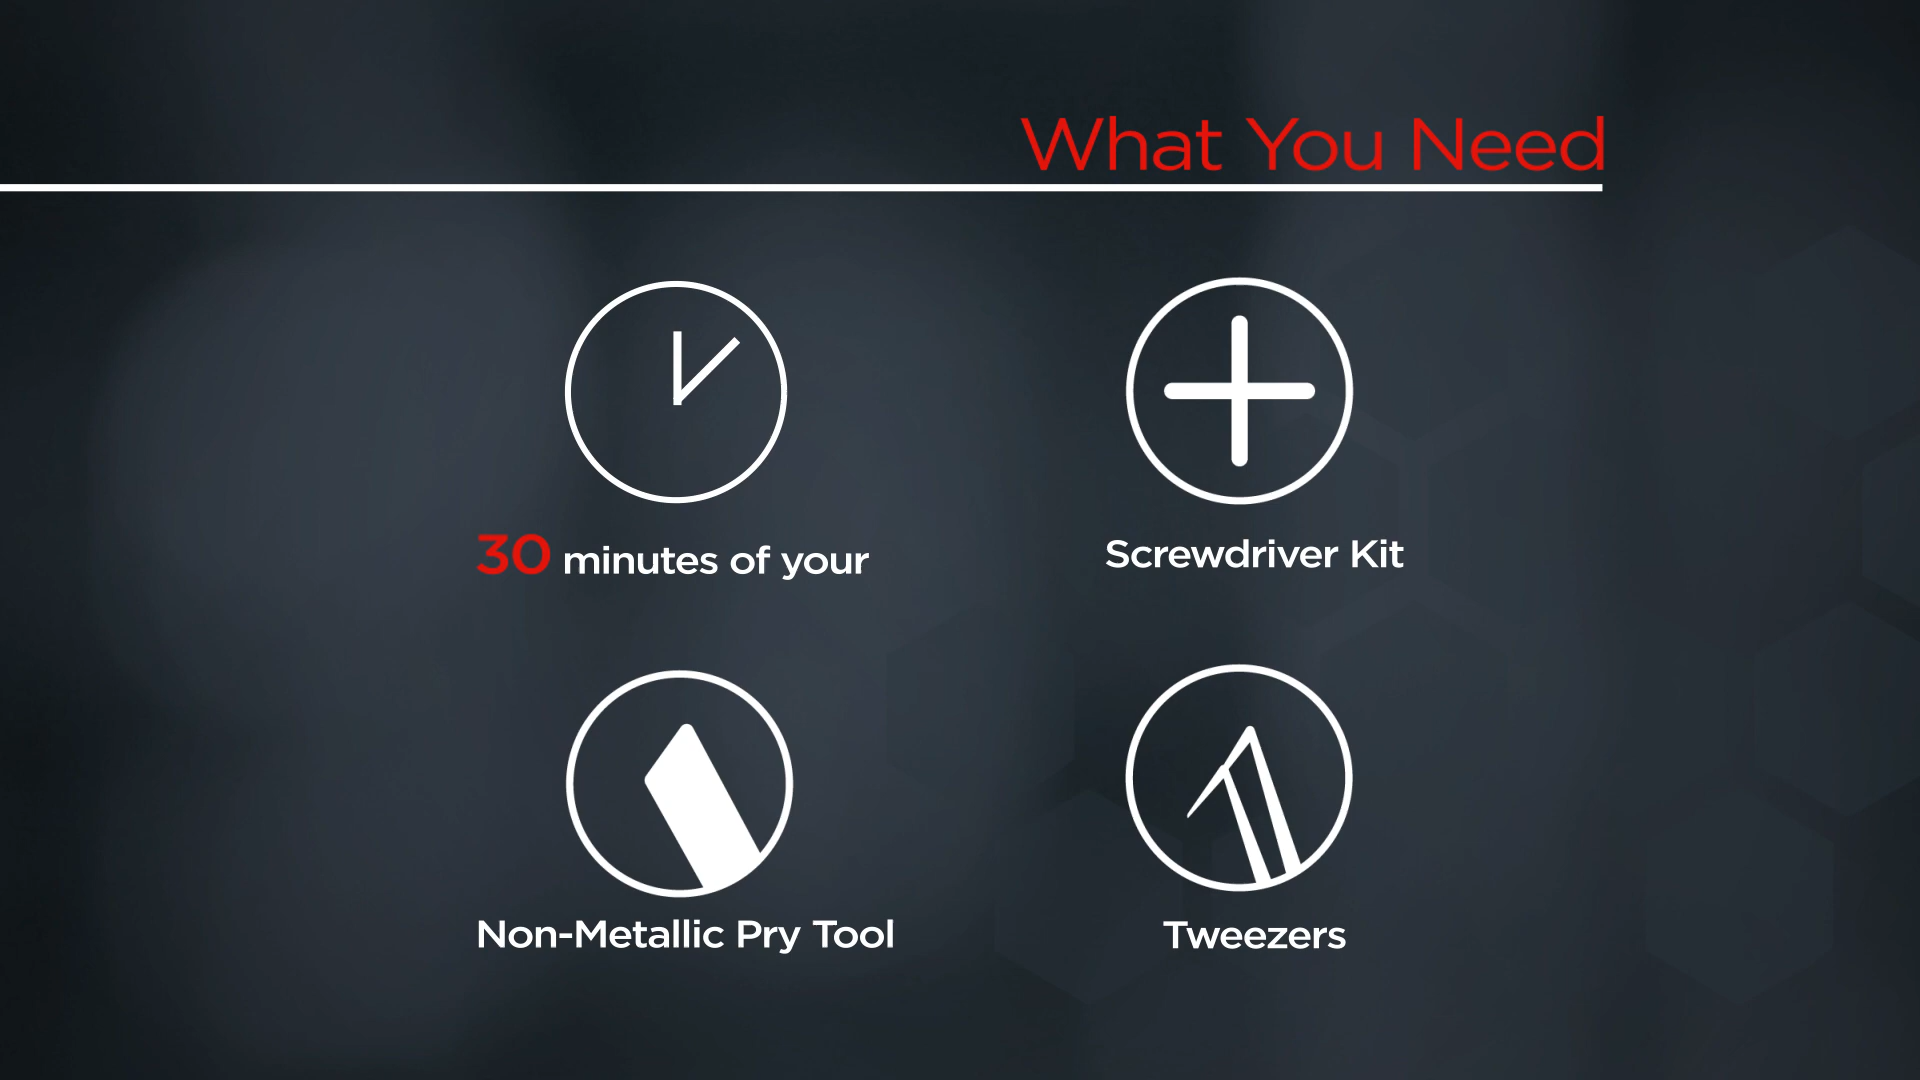 What You Need
30 minutes of your
Screwdriver Kit
Non-Metallic Pry Tool
Tweezers